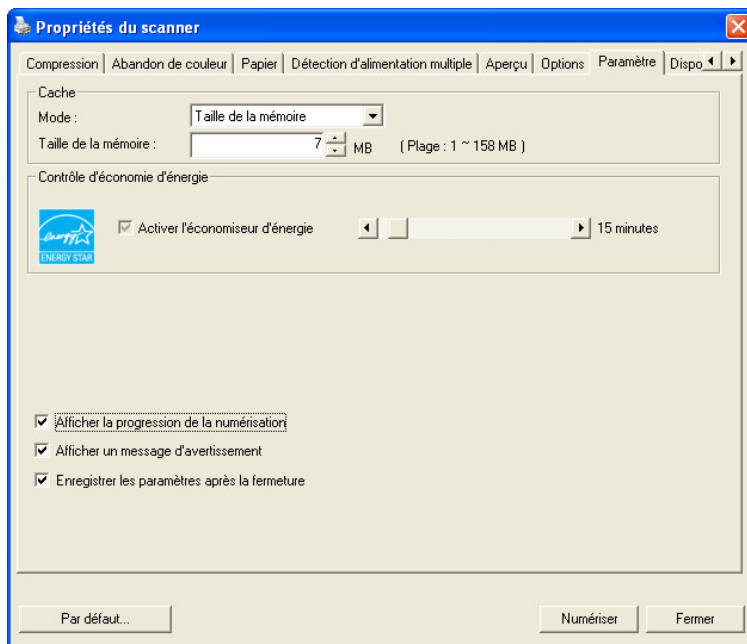 Propriétés du scanner
Compression Abandon de couleur Papier Détection d'alimentation multiple Aperçu Options Paramètre Dispo
Cache
Mode : Taille de la mémoire
Taille de la mémoire : 7 MB ( Plage : 1 ~ 158 MB )
Contrôle d'économie d'énergie
energy
ENERGY STAR
Activer l'économiseur d'énergie 15 minutes
Afficher la progression de la numérisation
Afficher un message d'avertissement
Enregistrer les paramètres après la fermeture
Par défaut... Numériser Fermer